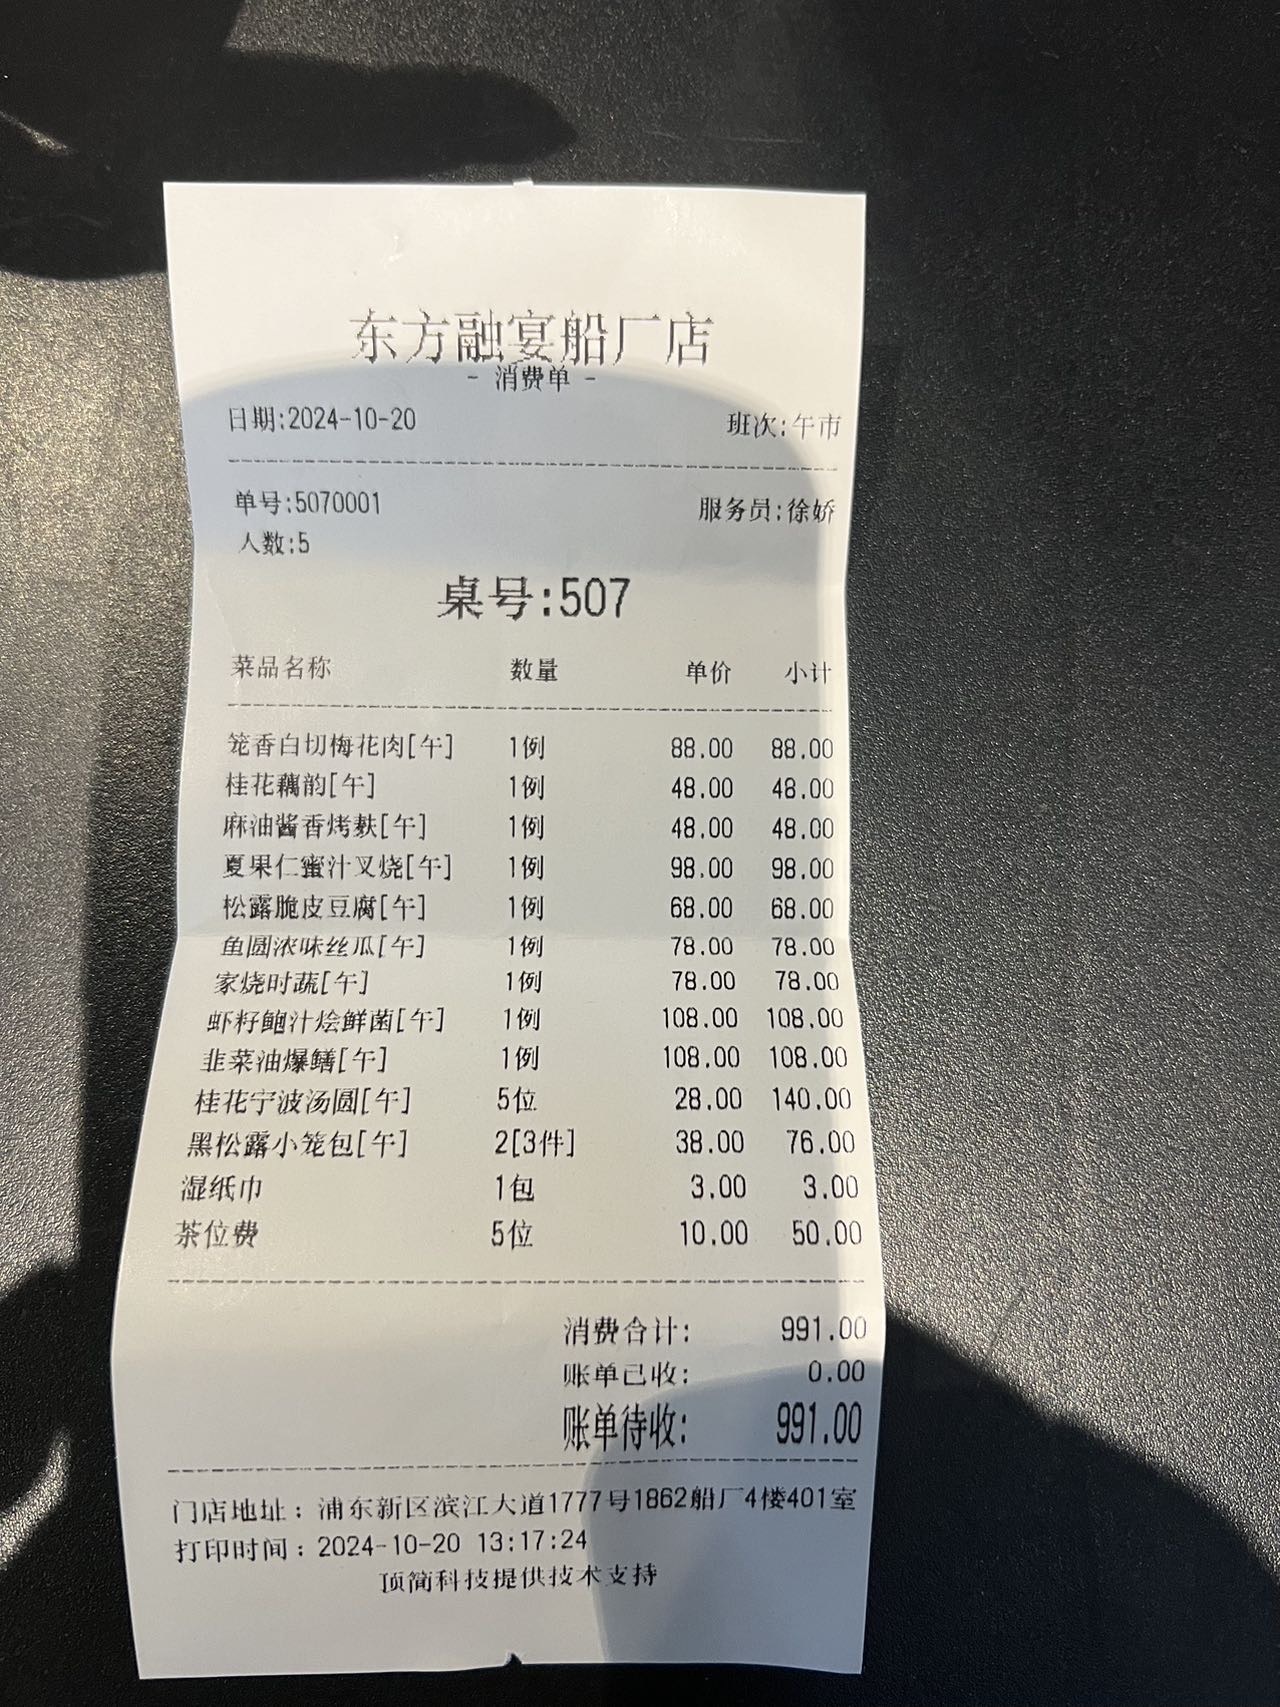 东方融宴船厂店
- 消费单 -
日期:2024-10-20 班次:午市
单号:5070001 服务员:徐娇
人数:5
桌号:507
菜品名称 数量 单价 小计
笼香白切梅花肉[午] 1例 88.00 88.00
桂花藕韵[午] 1例 48.00 48.00
麻油酱香烤麸[午] 1例 48.00 48.00
夏果仁蜜汁叉烧[午] 1例 98.00 98.00
松露脆皮豆腐[午] 1例 68.00 68.00
鱼圆浓味丝瓜[午] 1例 78.00 78.00
家烧时蔬[午] 1例 78.00 78.00
虾籽鲍汁烩鲜菌[午] 1例 108.00 108.00
韭菜油爆鳝[午] 1例 108.00 108.00
桂花宁波汤圆[午] 5位 28.00 140.00
黑松露小笼包[午] 2[3件] 38.00 76.00
湿纸巾 1包 3.00 3.00
茶位费 5位 10.00 50.00
消费合计: 991.00
账单已收: 0.00
账单待收: 991.00
门店地址：浦东新区滨江大道1777号1862船厂4楼401室
打印时间：2024-10-20 13:17:24
顶简科技提供技术支持